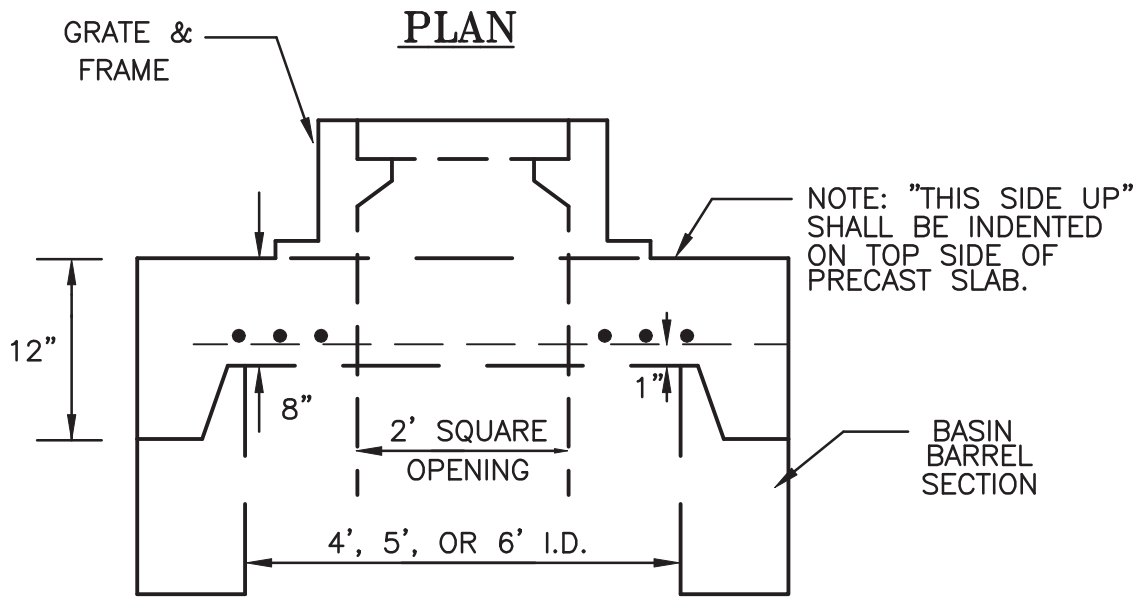 PLAN
GRATE &
FRAME
NOTE: "THIS SIDE UP"
SHALL BE INDENTED
ON TOP SIDE OF
PRECAST SLAB.
12"
8"
1"
2' SQUARE
OPENING
BASIN
BARREL
SECTION
4', 5', OR 6' I.D.